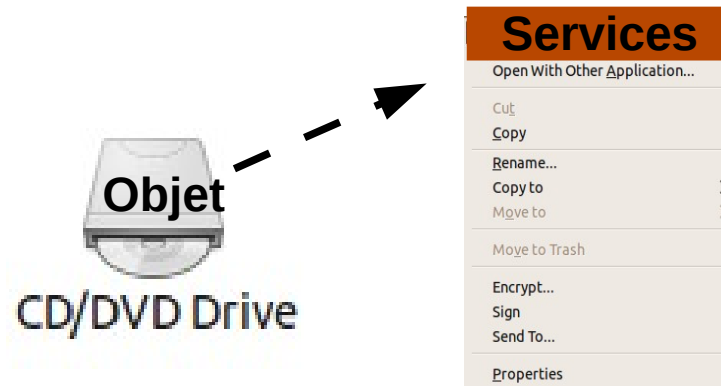 Objet
CD/DVD Drive
Services
Open With Other Application...
Cut
Copy
Rename...
Copy to
Move to
Move to Trash
Encrypt...
Sign
Send To...
Properties